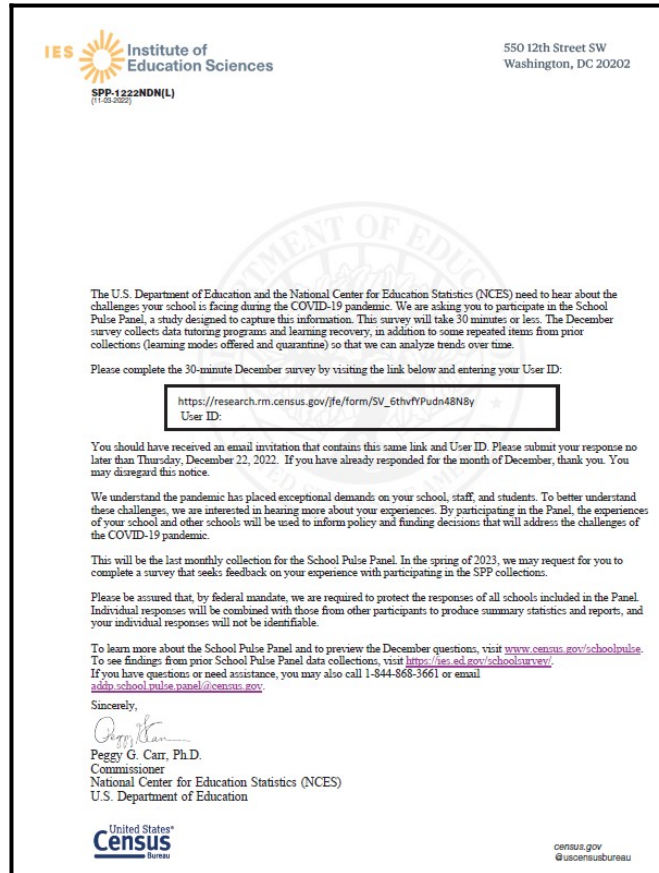 IES Institute of
Education Sciences
550 12th Street SW
Washington, DC 20202
SPP-1222NDN(L)
(11-03-2022)
The U.S. Department of Education and the National Center for Education Statistics (NCES) need to hear about the
challenges your school is facing during the COVID-19 pandemic. We are asking you to participate in the School
Pulse Panel, a study designed to capture this information. This survey will take 30 minutes or less. The December
survey collects data tutoring programs and learning recovery, in addition to some repeated items from prior
collections (learning modes offered and quarantine) so that we can analyze trends over time.
Please complete the 30-minute December survey by visiting the link below and entering your User ID:
https://research.rm.census.gov/jfe/form/SV_6thvfYPudn48N8y
User ID:
You should have received an email invitation that contains this same link and User ID. Please submit your response no
later than Thursday, December 22, 2022. If you have already responded for the month of December, thank you. You
may disregard this notice.
We understand the pandemic has placed exceptional demands on your school, staff, and students. To better understand
these challenges, we are interested in hearing more about your experiences. By participating in the Panel, the experiences
of your school and other schools will be used to inform policy and funding decisions that will address the challenges of
the COVID-19 pandemic.
This will be the last monthly collection for the School Pulse Panel. In the spring of 2023, we may request for you to
complete a survey that seeks feedback on your experience with participating in the SPP collections.
Please be assured that, by federal mandate, we are required to protect the responses of all schools included in the Panel.
Individual responses will be combined with those from other participants to produce summary statistics and reports, and
your individual responses will not be identifiable.
To learn more about the School Pulse Panel and to preview the December questions, visit www.census.gov/schoolpulse.
To see findings from prior School Pulse Panel data collections, visit https://ies.ed.gov/schoolsurvey/.
If you have questions or need assistance, you may also call 1-844-868-3661 or email
addp.school.pulse.panel@census.gov.
Sincerely,
Peggy G. Carr, Ph.D.
Commissioner
National Center for Education Statistics (NCES)
U.S. Department of Education
United States®
Census
Bureau
census.gov
@uscensusbureau